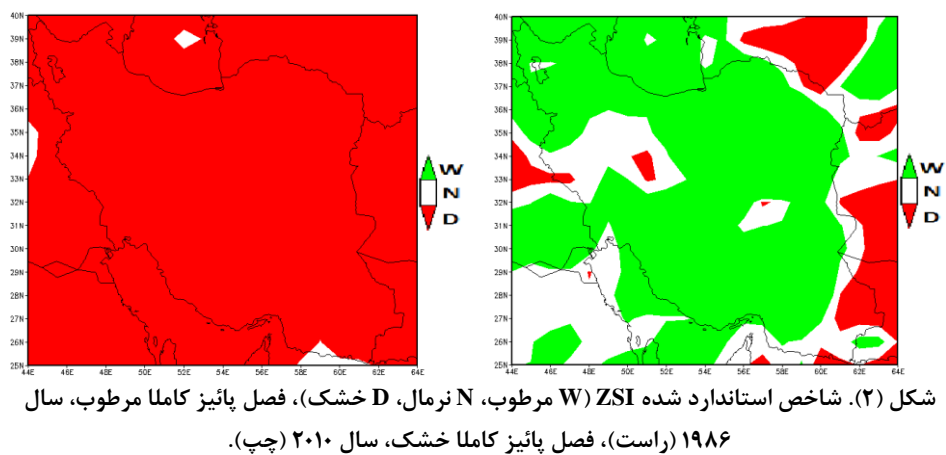 40N
39N
38N
37N
36N
35N
34N
33N
32N
31N
30N
29N
28N
27N
26N
25N
44E 46E 48E 50E 52E 54E 56E 58E 60E 62E 64E
W
N
D
40N
39N
38N
37N
36N
35N
34N
33N
32N
31N
30N
29N
28N
27N
26N
25N
44E 46E 48E 50E 52E 54E 56E 58E 60E 62E 64E
W
N
D
شکل (۲). شاخص استاندارد شده ZSI (W مرطوب، N نرمال، D خشک)، فصل پائیز کاملا مرطوب، سال
۱۹۸۶ (راست)، فصل پائیز کاملا خشک، سال ۲۰۱۰ (چپ).